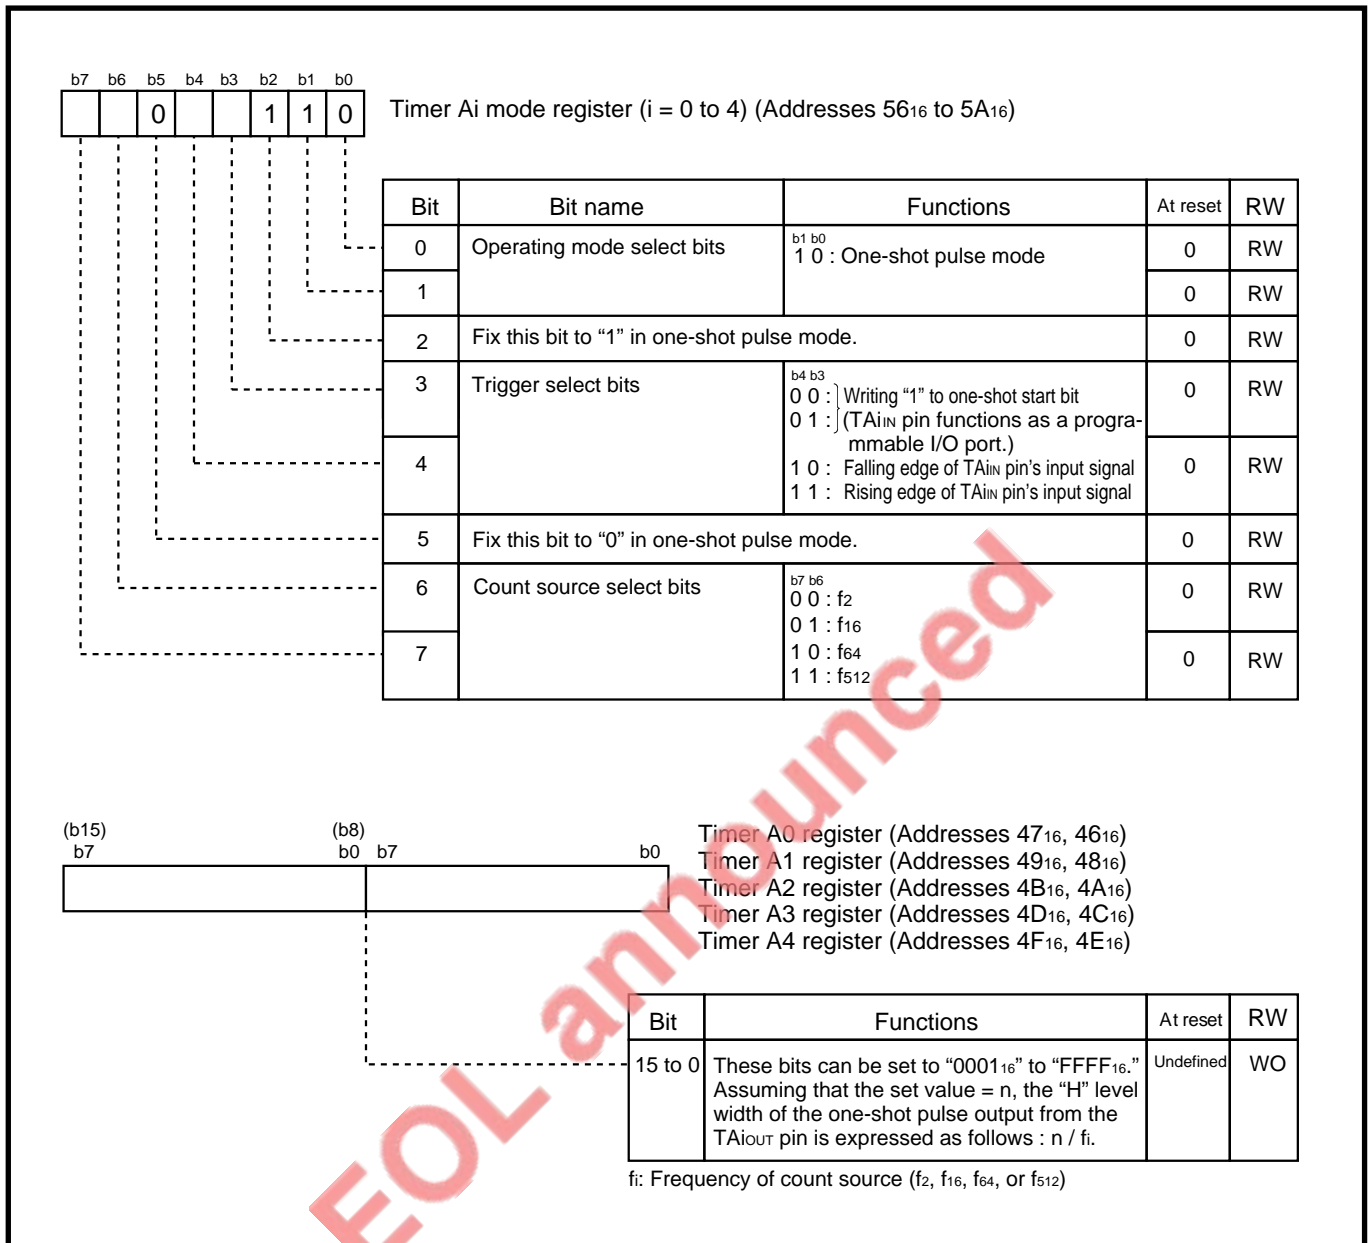 b7 b6 b5 b4 b3 b2 b1 b0
0 1 1 0
Timer Ai mode register (i = 0 to 4) (Addresses 5616 to 5A16)
Bit Bit name Functions At reset RW
0 Operating mode select bits b1 b0 0 RW
1 0 : One-shot pulse mode
1 0 RW
2 Fix this bit to “1” in one-shot pulse mode. 0 RW
3 Trigger select bits b4 b3 0 RW
0 0 : Writing “1” to one-shot start bit
0 1 : (TAiIN pin functions as a progra-
mmable I/O port.)
4 1 0 : Falling edge of TAiIN pin’s input signal 0 RW
1 1 : Rising edge of TAiIN pin’s input signal
5 Fix this bit to “0” in one-shot pulse mode. 0 RW
6 Count source select bits b7 b6 0 RW
0 0 : f2
0 1 : f16
7 1 0 : f64 0 RW
1 1 : f512
(b15) (b8)
b7 b0 b7 b0
Timer A0 register (Addresses 4716, 4616)
Timer A1 register (Addresses 4916, 4816)
Timer A2 register (Addresses 4B16, 4A16)
Timer A3 register (Addresses 4D16, 4C16)
Timer A4 register (Addresses 4F16, 4E16)
Bit Functions At reset RW
15 to 0 These bits can be set to “000116” to “FFFF16.” Undefined WO
Assuming that the set value = n, the “H” level
width of the one-shot pulse output from the
TAiOUT pin is expressed as follows : n / fi.
fi: Frequency of count source (f2, f16, f64, or f512)
EOL announced